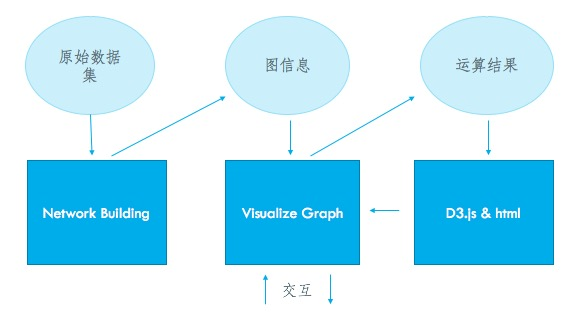 原始数据
集
图信息
运算结果
Network Building
Visualize Graph
D3.js & html
交互